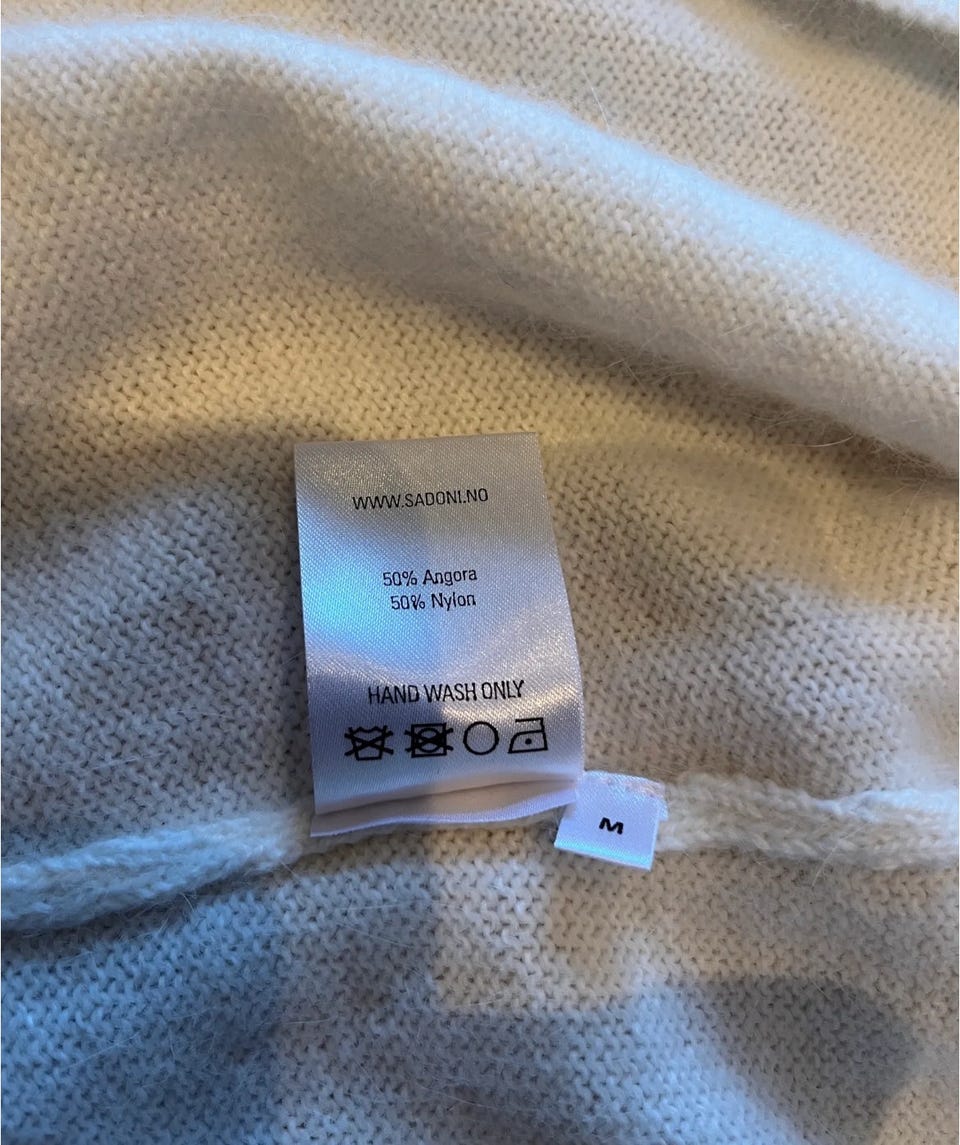 WWW.SADONI.NO
50% Angora
50% Nylon
HAND WASH ONLY
M